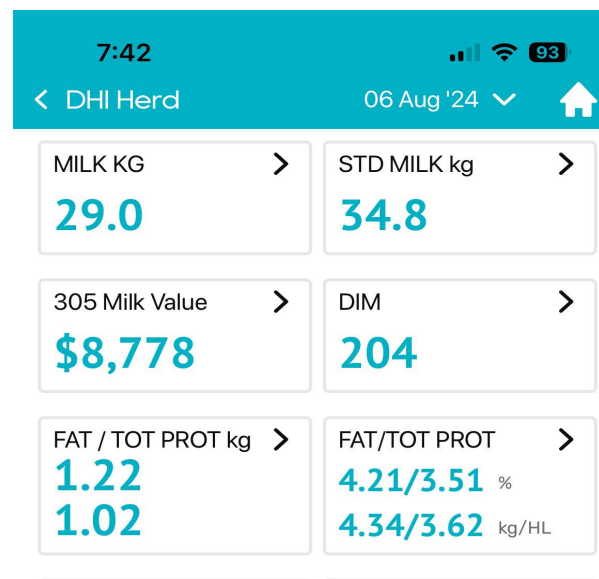 7:42 93
DHI Herd 06 Aug '24
MILK KG STD MILK kg
29.0 34.8
305 Milk Value DIM
$8,778 204
FAT / TOT PROT kg FAT/TOT PROT
1.22 4.21/3.51 %
1.02 4.34/3.62 kg/HL